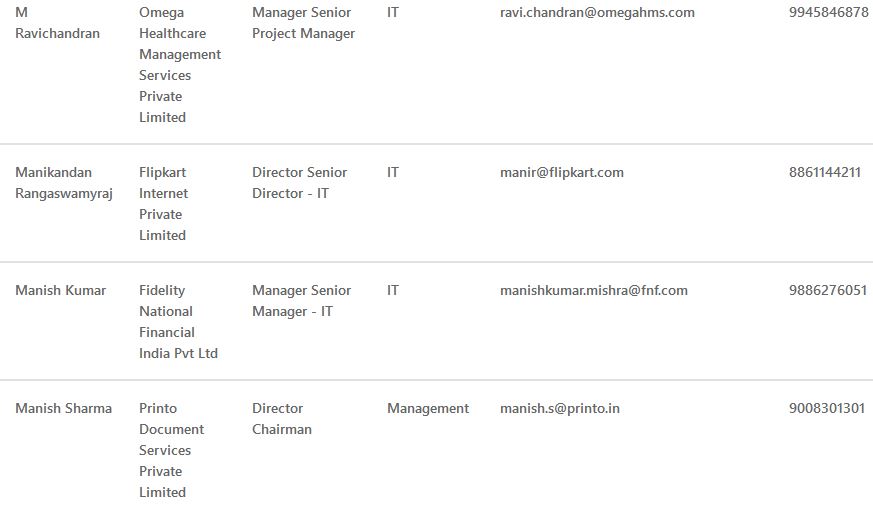 M Ravichandran Omega Healthcare Management Services Private Limited Manager Senior Project Manager IT ravi.chandran@omegahms.com 9945846878
Manikandan Rangaswamyraj Flipkart Internet Private Limited Director Senior Director - IT IT manir@flipkart.com 8861144211
Manish Kumar Fidelity National Financial India Pvt Ltd Manager Senior Manager - IT IT manishkumar.mishra@fnf.com 9886276051
Manish Sharma Printo Document Services Private Limited Director Chairman Management manish.s@printo.in 9008301301